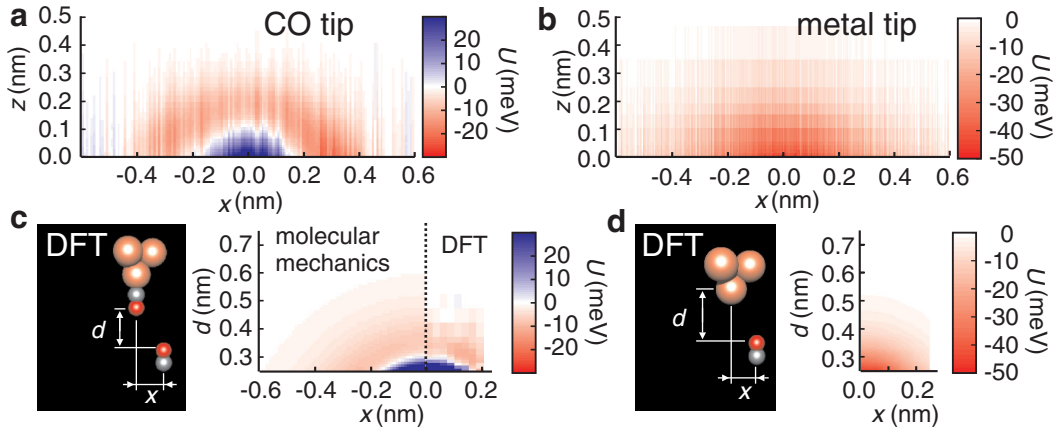 a
CO tip
z (nm)
0.5
0.4
0.3
0.2
0.1
0.0
-0.4
-0.2
0.0
0.2
0.4
0.6
x (nm)
20
10
0
-10
-20
U (meV)
b
metal tip
z (nm)
0.5
0.4
0.3
0.2
0.1
0.0
-0.4
-0.2
0.0
0.2
0.4
0.6
x (nm)
0
-10
-20
-30
-40
-50
U (meV)
c
DFT
d
x
molecular
mechanics
DFT
d (nm)
0.7
0.6
0.5
0.4
0.3
-0.6
-0.4
-0.2
0.0
0.2
x (nm)
20
10
0
-10
-20
U (meV)
d
DFT
d
x
d (nm)
0.7
0.6
0.5
0.4
0.3
0.0
0.2
x (nm)
0
-10
-20
-30
-40
-50
U (meV)